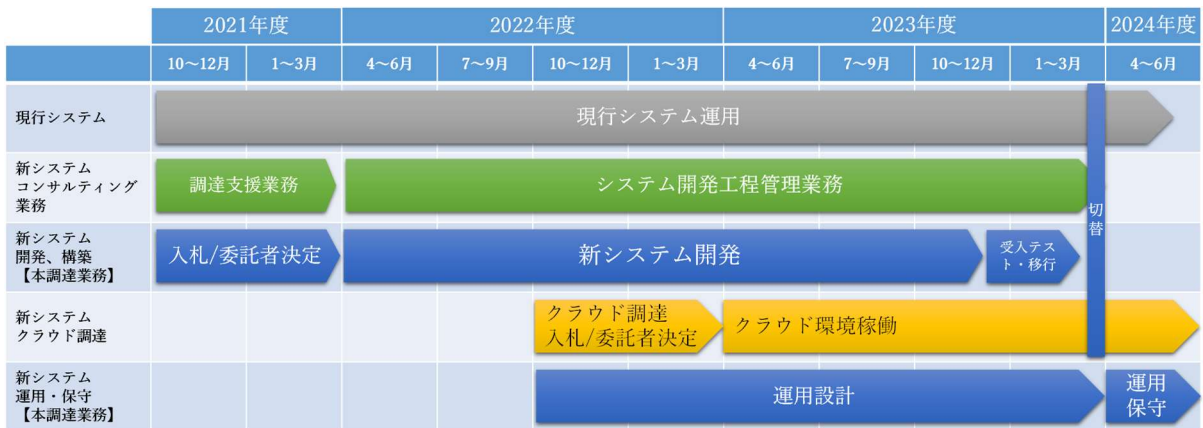 2021年度
2022年度
2023年度
2024年度
10～12月
1～3月
4～6月
7～9月
10～12月
1～3月
4～6月
7～9月
10～12月
1～3月
4～6月
現行システム
現行システム運用
新システム
コンサルティング
業務
調達支援業務
システム開発工程管理業務
切替
新システム
開発、構築
【本調達業務】
入札/委託者決定
新システム開発
受入テス
ト・移行
新システム
クラウド調達
クラウド調達
入札/委託者決定
クラウド環境稼働
新システム
運用・保守
【本調達業務】
運用設計
運用
保守